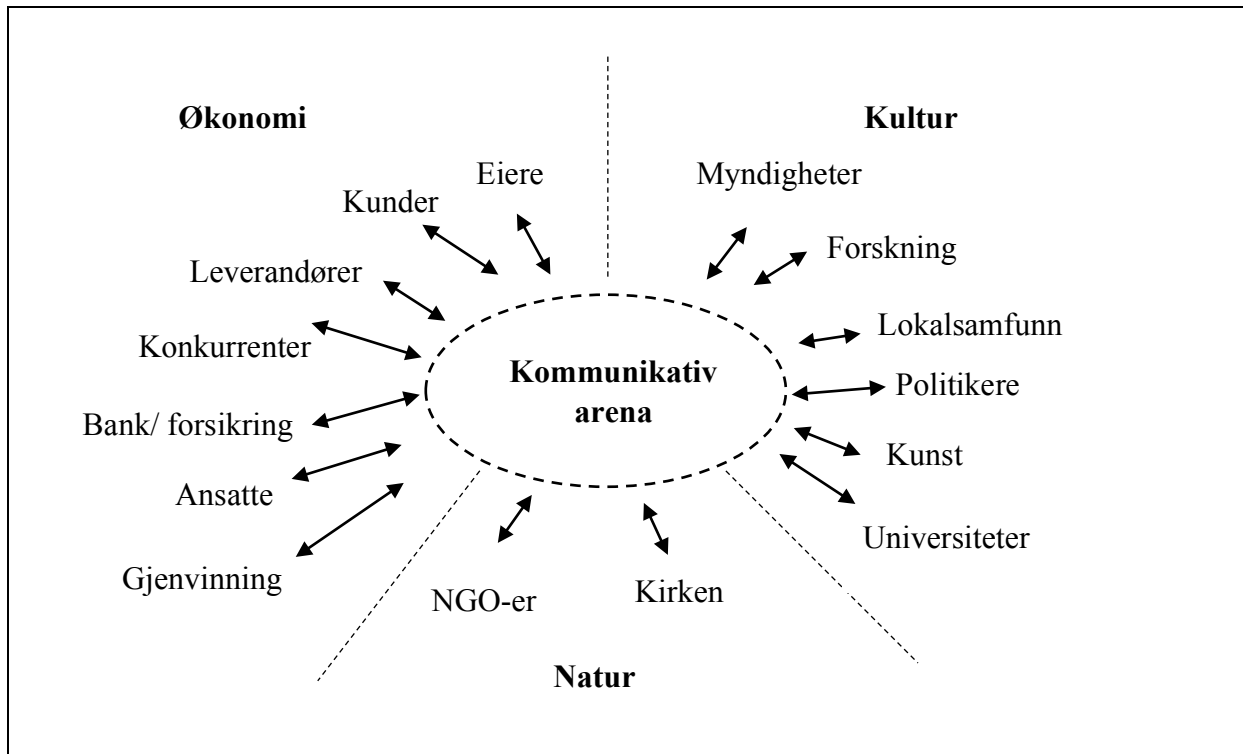 Økonomi
Kultur
Eiere
Kunder
Leverandører
Konkurrenter
Bank/ forsikring
Ansatte
Gjenvinning
Myndigheter
Forskning
Lokalsamfunn
Politikere
Kunst
Universiteter
Kommunikativ
arena
NGO-er
Kirken
Natur